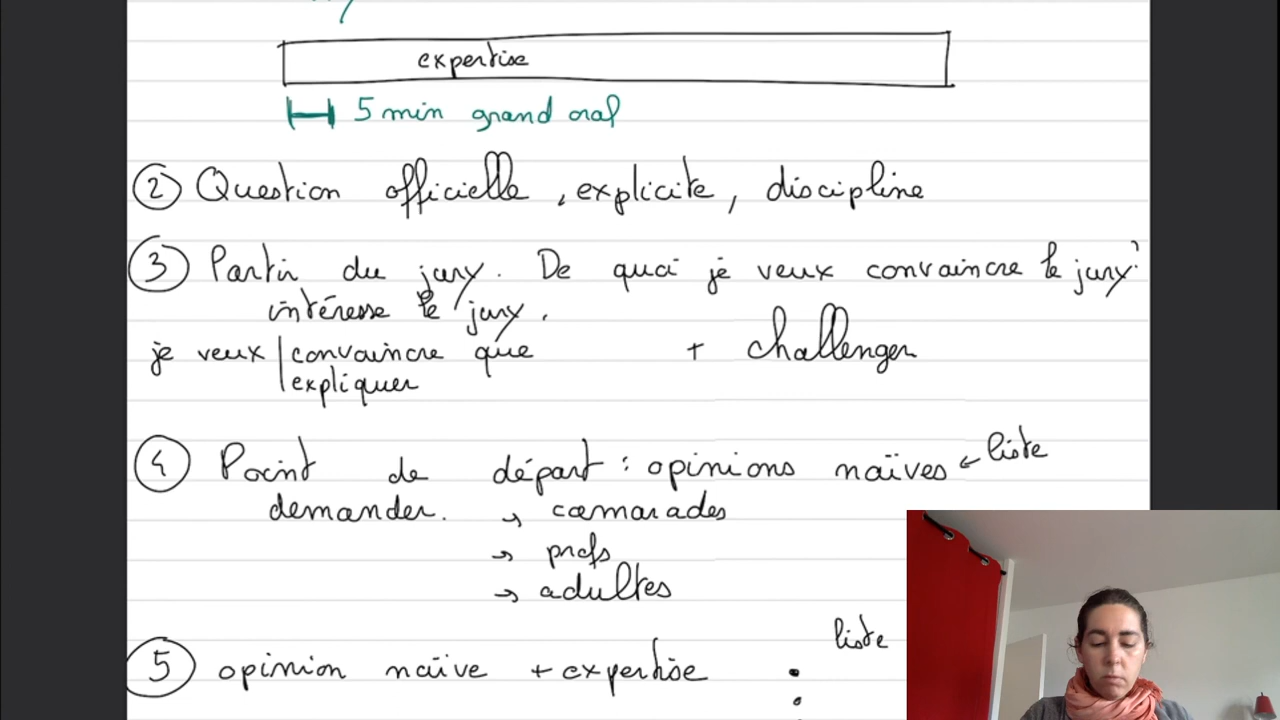 expertise
5 min grand oral
② Question officielle, explicite, discipline
③ Partir du jury. De quoi je veux convaincre le jury?
intéresse le jury.
je veux convaincre que + challenger
expliquer
④ Point de départ : opinions naïves ← liste
demander. → camarades
→ profs
→ adultes
liste
⑤ opinion naïve + expertise